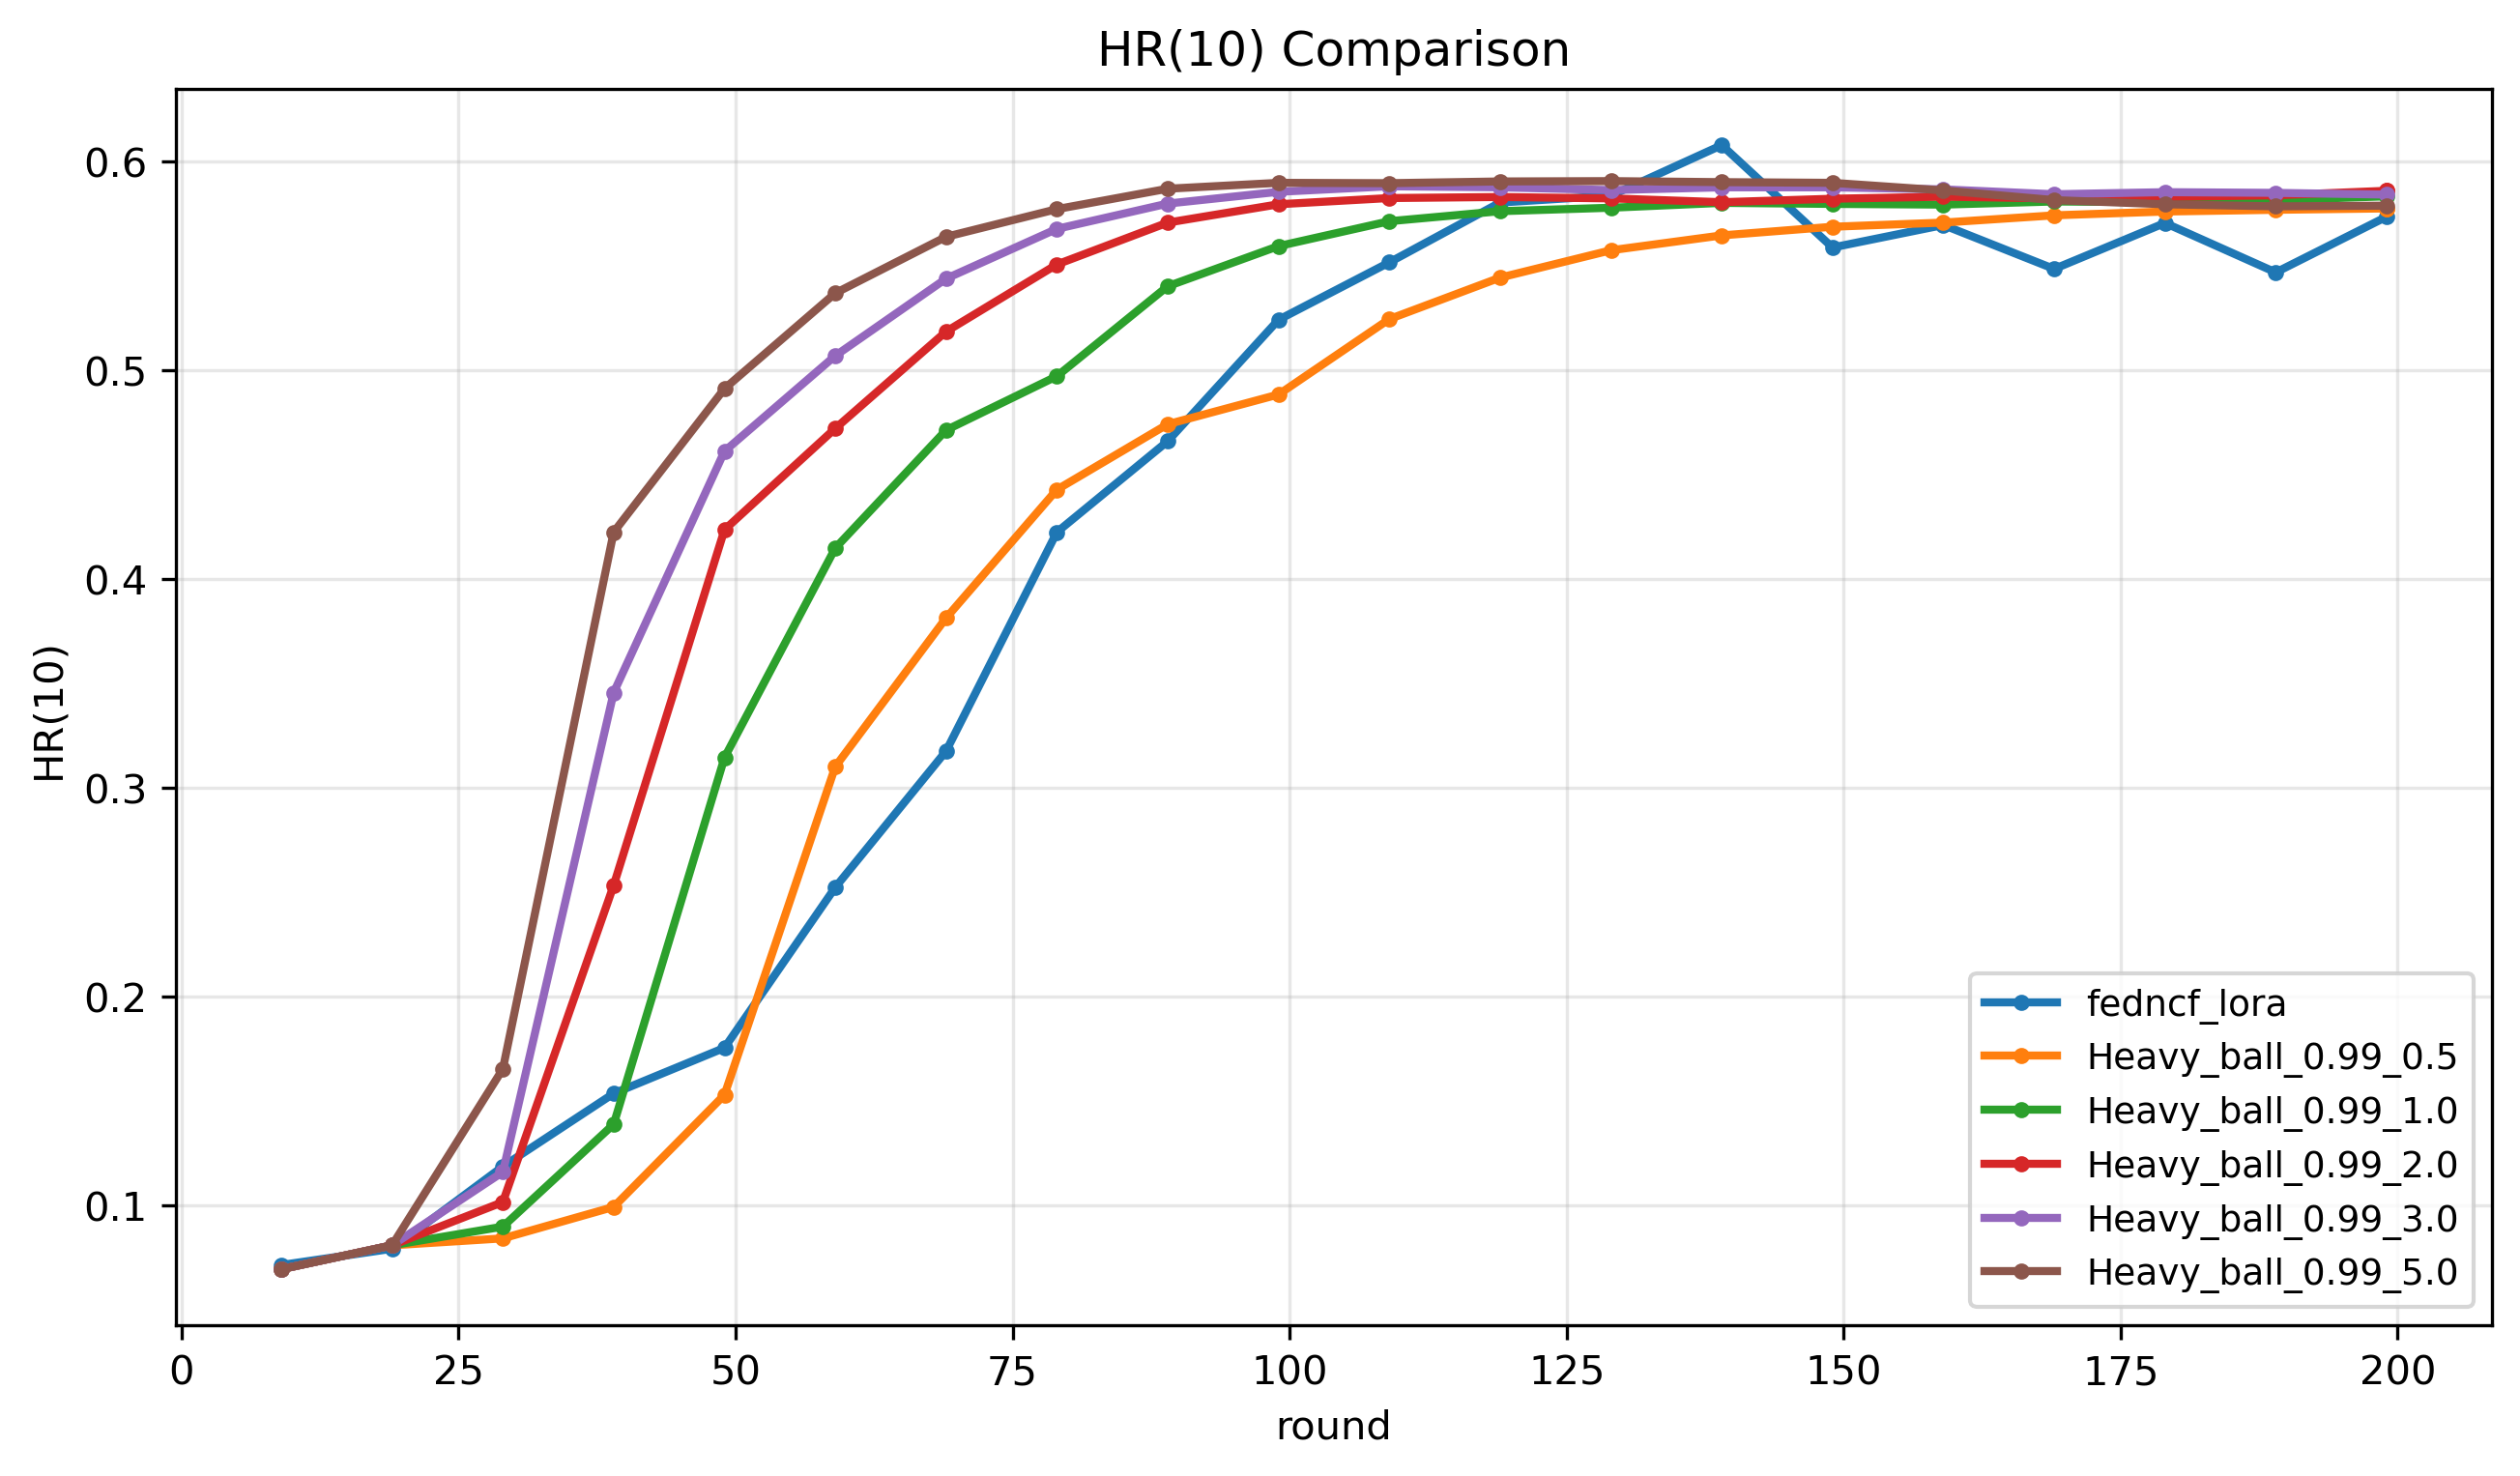 HR(10) Comparison
HR(10)
0.6
0.5
0.4
0.3
0.2
0.1
0 25 50 75 100 125 150 175 200
round
fedncf_lora
Heavy_ball_0.99_0.5
Heavy_ball_0.99_1.0
Heavy_ball_0.99_2.0
Heavy_ball_0.99_3.0
Heavy_ball_0.99_5.0